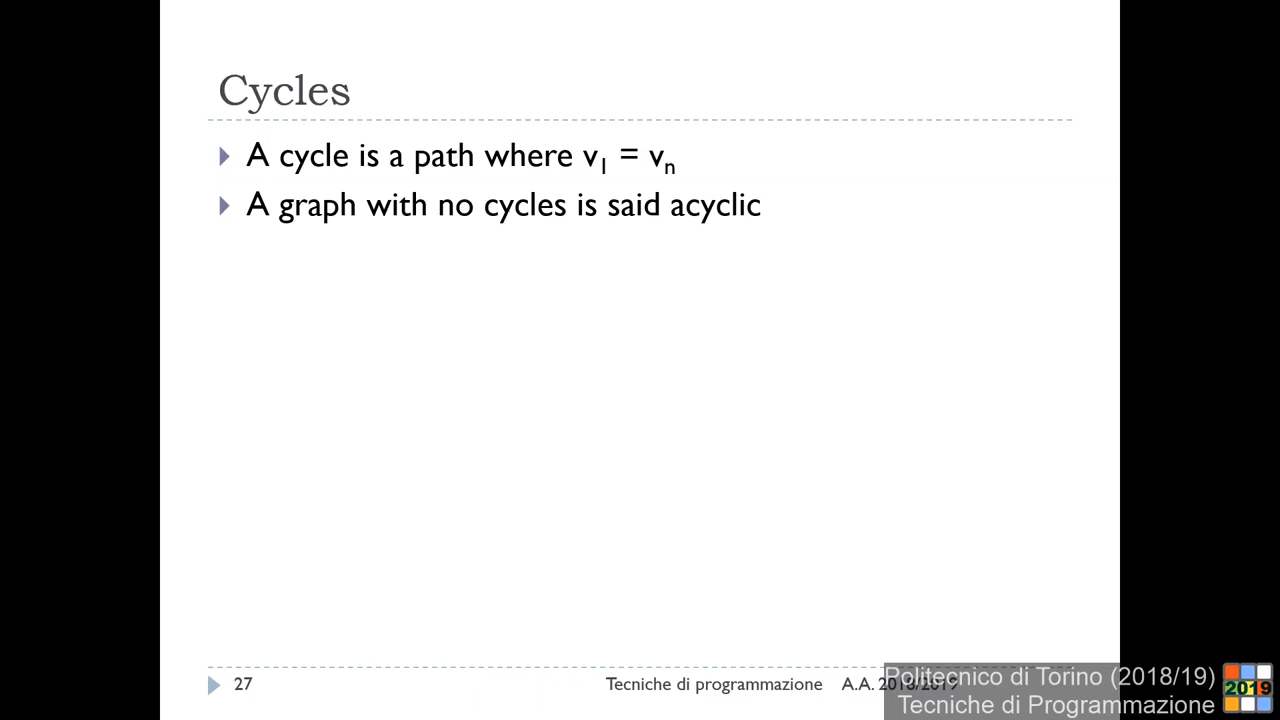 Cycles
A cycle is a path where v1 = vn
A graph with no cycles is said acyclic
27
Tecniche di programmazione A.A. 2018/2019
Politecnico di Torino (2018/19)
Tecniche di Programmazione
2019